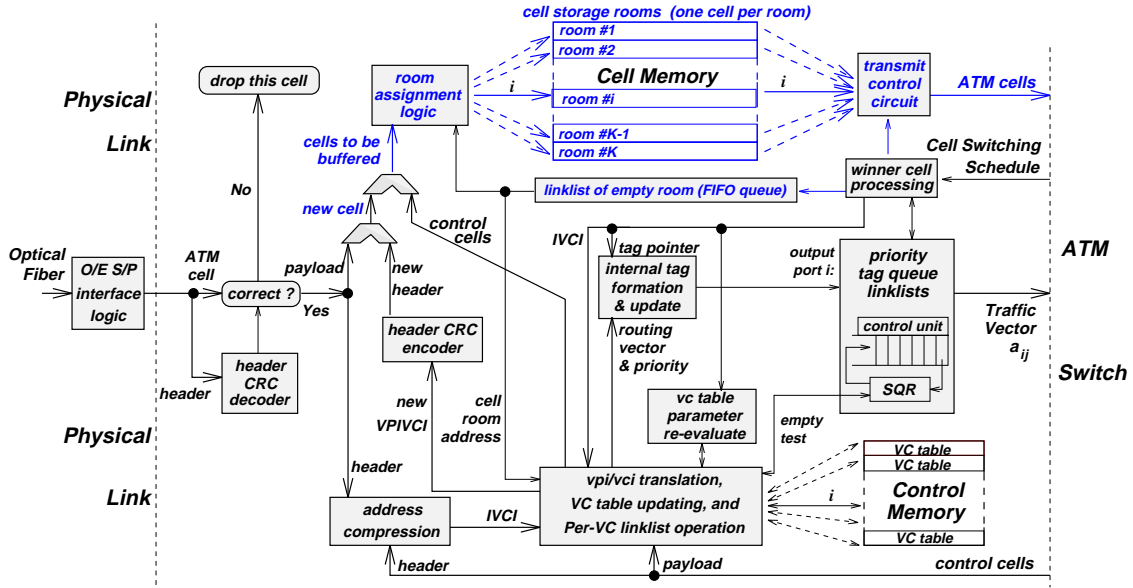 cell storage rooms (one cell per room)
room #1
room #2
Cell Memory
room #i
room #K-1
room #K
i
i
drop this cell
room
assignment
logic
transmit
control
circuit
ATM cells
Physical
Link
cells to be
buffered
Cell Switching
Schedule
winner cell
processing
linklist of empty room (FIFO queue)
No
new cell
control
cells
IVCI
tag pointer
output
port i:
Optical
Fiber
O/E S/P
interface
logic
ATM
cell
correct ?
payload
Yes
new
header
internal tag
formation
& update
priority
tag queue
linklists
control unit
SQR
ATM
Traffic
Vector
a ij
Switch
header
header
CRC
decoder
header CRC
encoder
routing
vector
& priority
new
VPIVCI
cell
room
address
vc table
parameter
re-evaluate
empty
test
Physical
Link
header
address
compression
IVCI
vpi/vci translation,
VC table updating, and
Per-VC linklist operation
i
VC table
VC table
Control
Memory
VC table
header
payload
control cells